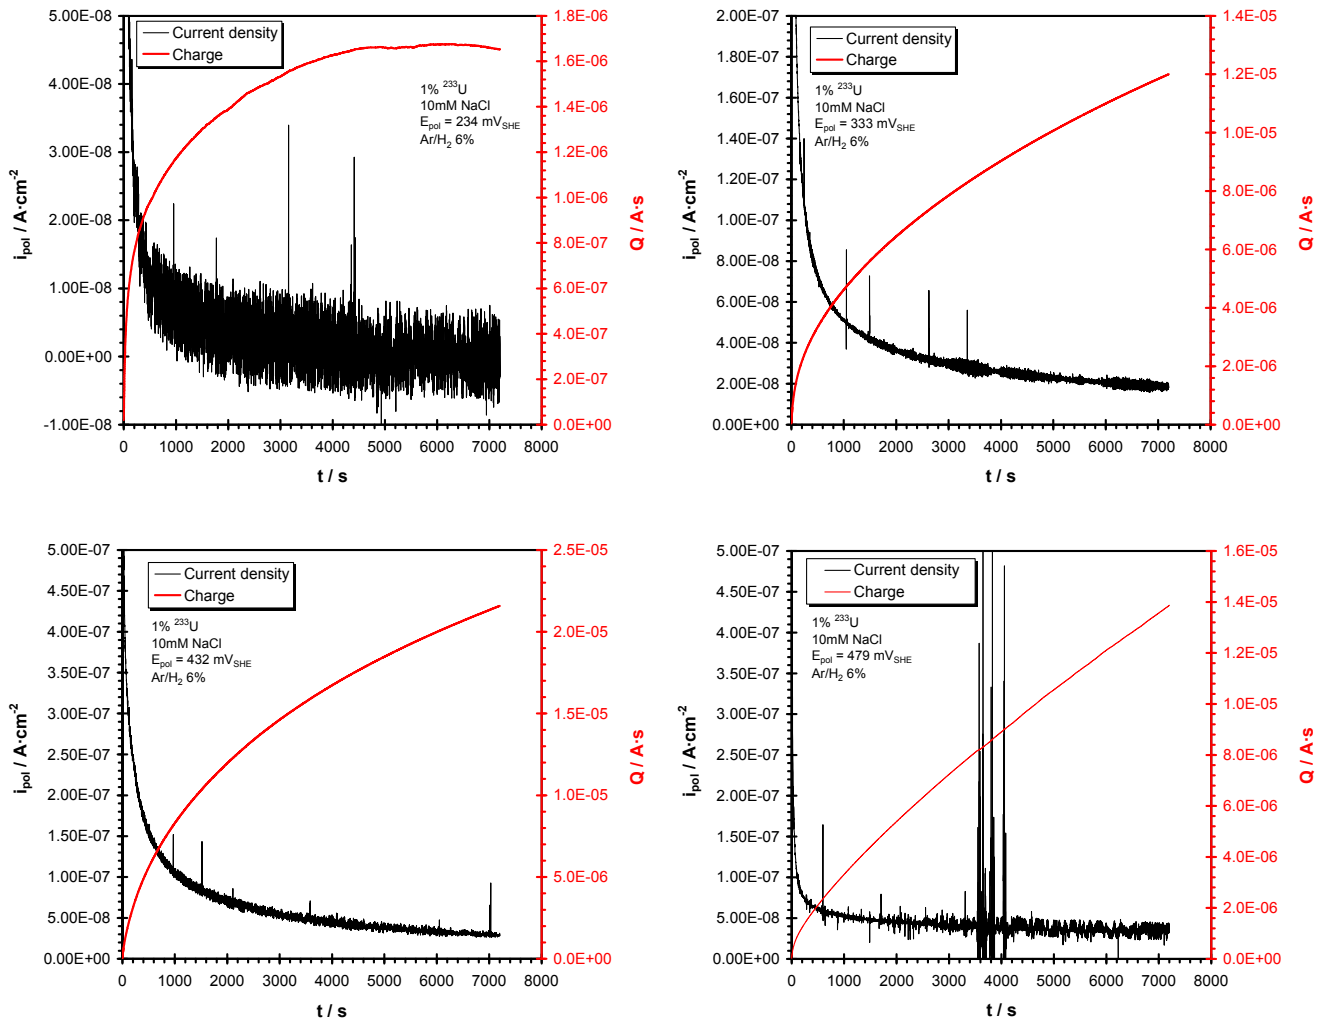 5.00E-08
4.00E-08
3.00E-08
2.00E-08
1.00E-08
0.00E+00
-1.00E-08
i_pol / A·cm⁻²
Current density
Charge
1% ²³³U
10mM NaCl
E_pol = 234 mV_SHE
Ar/H₂ 6%
1.8E-06
1.6E-06
1.4E-06
1.2E-06
1.0E-06
8.0E-07
6.0E-07
4.0E-07
2.0E-07
0.0E+00
Q / A·s
0 1000 2000 3000 4000 5000 6000 7000 8000
t / s
2.00E-07
1.80E-07
1.60E-07
1.40E-07
1.20E-07
1.00E-07
8.00E-08
6.00E-08
4.00E-08
2.00E-08
0.00E+00
i_pol / A·cm⁻²
Current density
Charge
1% ²³³U
10mM NaCl
E_pol = 333 mV_SHE
Ar/H₂ 6%
1.4E-05
1.2E-05
1.0E-05
8.0E-06
6.0E-06
4.0E-06
2.0E-06
0.0E+00
Q / A·s
0 1000 2000 3000 4000 5000 6000 7000 8000
t / s
5.00E-07
4.50E-07
4.00E-07
3.50E-07
3.00E-07
2.50E-07
2.00E-07
1.50E-07
1.00E-07
5.00E-08
0.00E+00
i_pol / A·cm⁻²
Current density
Charge
1% ²³³U
10mM NaCl
E_pol = 432 mV_SHE
Ar/H₂ 6%
2.5E-05
2.0E-05
1.5E-05
1.0E-05
5.0E-06
0.0E+00
Q / A·s
0 1000 2000 3000 4000 5000 6000 7000 8000
t / s
5.00E-07
4.50E-07
4.00E-07
3.50E-07
3.00E-07
2.50E-07
2.00E-07
1.50E-07
1.00E-07
5.00E-08
0.00E+00
i_pol / A·cm⁻²
Current density
Charge
1% ²³³U
10mM NaCl
E_pol = 479 mV_SHE
Ar/H₂ 6%
1.6E-05
1.4E-05
1.2E-05
1.0E-05
8.0E-06
6.0E-06
4.0E-06
2.0E-06
0.0E+00
Q / A·s
0 1000 2000 3000 4000 5000 6000 7000 8000
t / s